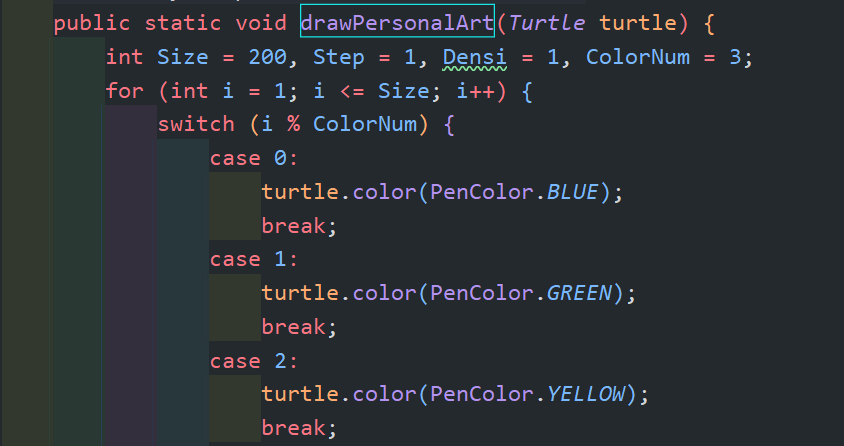 public static void drawPersonalArt(Turtle turtle) {
int Size = 200, Step = 1, Densi = 1, ColorNum = 3;
for (int i = 1; i <= Size; i++) {
switch (i % ColorNum) {
case 0:
turtle.color(PenColor.BLUE);
break;
case 1:
turtle.color(PenColor.GREEN);
break;
case 2:
turtle.color(PenColor.YELLOW);
break;